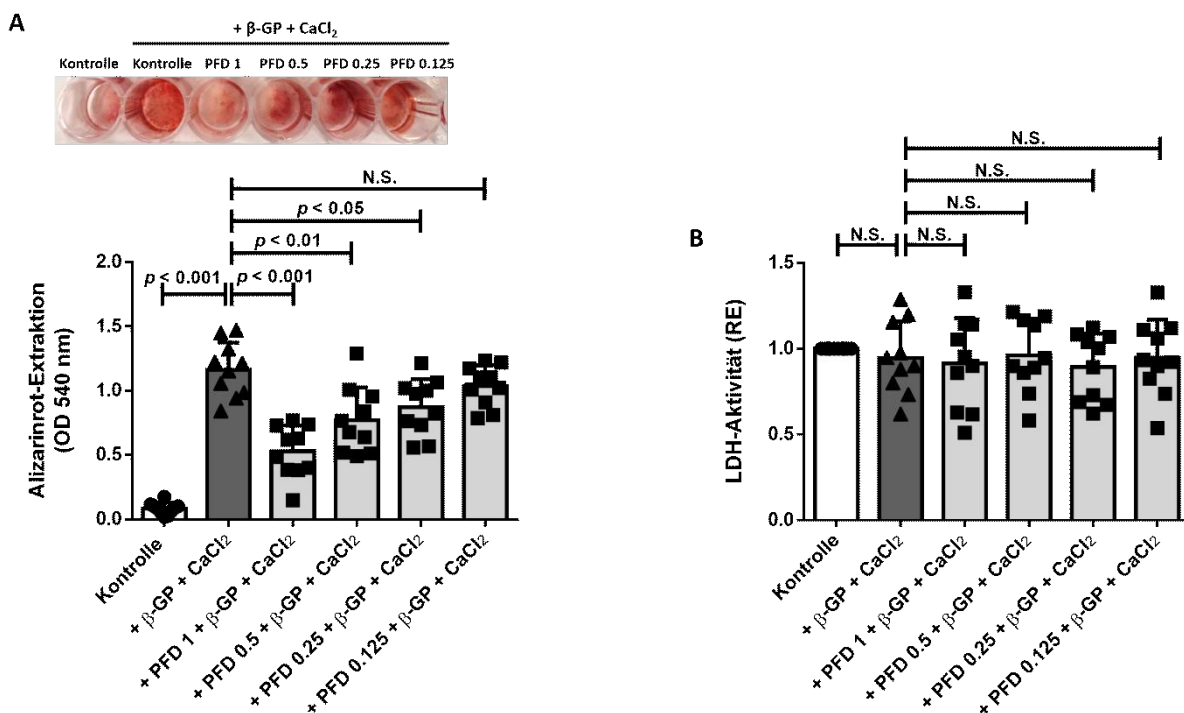 A
+ β-GP + CaCl₂
Kontrolle Kontrolle PFD 1 PFD 0.5 PFD 0.25 PFD 0.125
N.S.
p < 0.05
p < 0.01
p < 0.001 p < 0.001
Alizarinrot-Extraktion
(OD 540 nm)
2.0
1.5
1.0
0.5
0.0
Kontrolle
+ β-GP + CaCl₂
+ PFD 1 + β-GP + CaCl₂
+ PFD 0.5 + β-GP + CaCl₂
+ PFD 0.25 + β-GP + CaCl₂
+ PFD 0.125 + β-GP + CaCl₂
B
N.S.
N.S.
N.S.
N.S. N.S.
LDH-Aktivität (RE)
1.5
1.0
0.5
0.0
Kontrolle
+ β-GP + CaCl₂
+ PFD 1 + β-GP + CaCl₂
+ PFD 0.5 + β-GP + CaCl₂
+ PFD 0.25 + β-GP + CaCl₂
+ PFD 0.125 + β-GP + CaCl₂